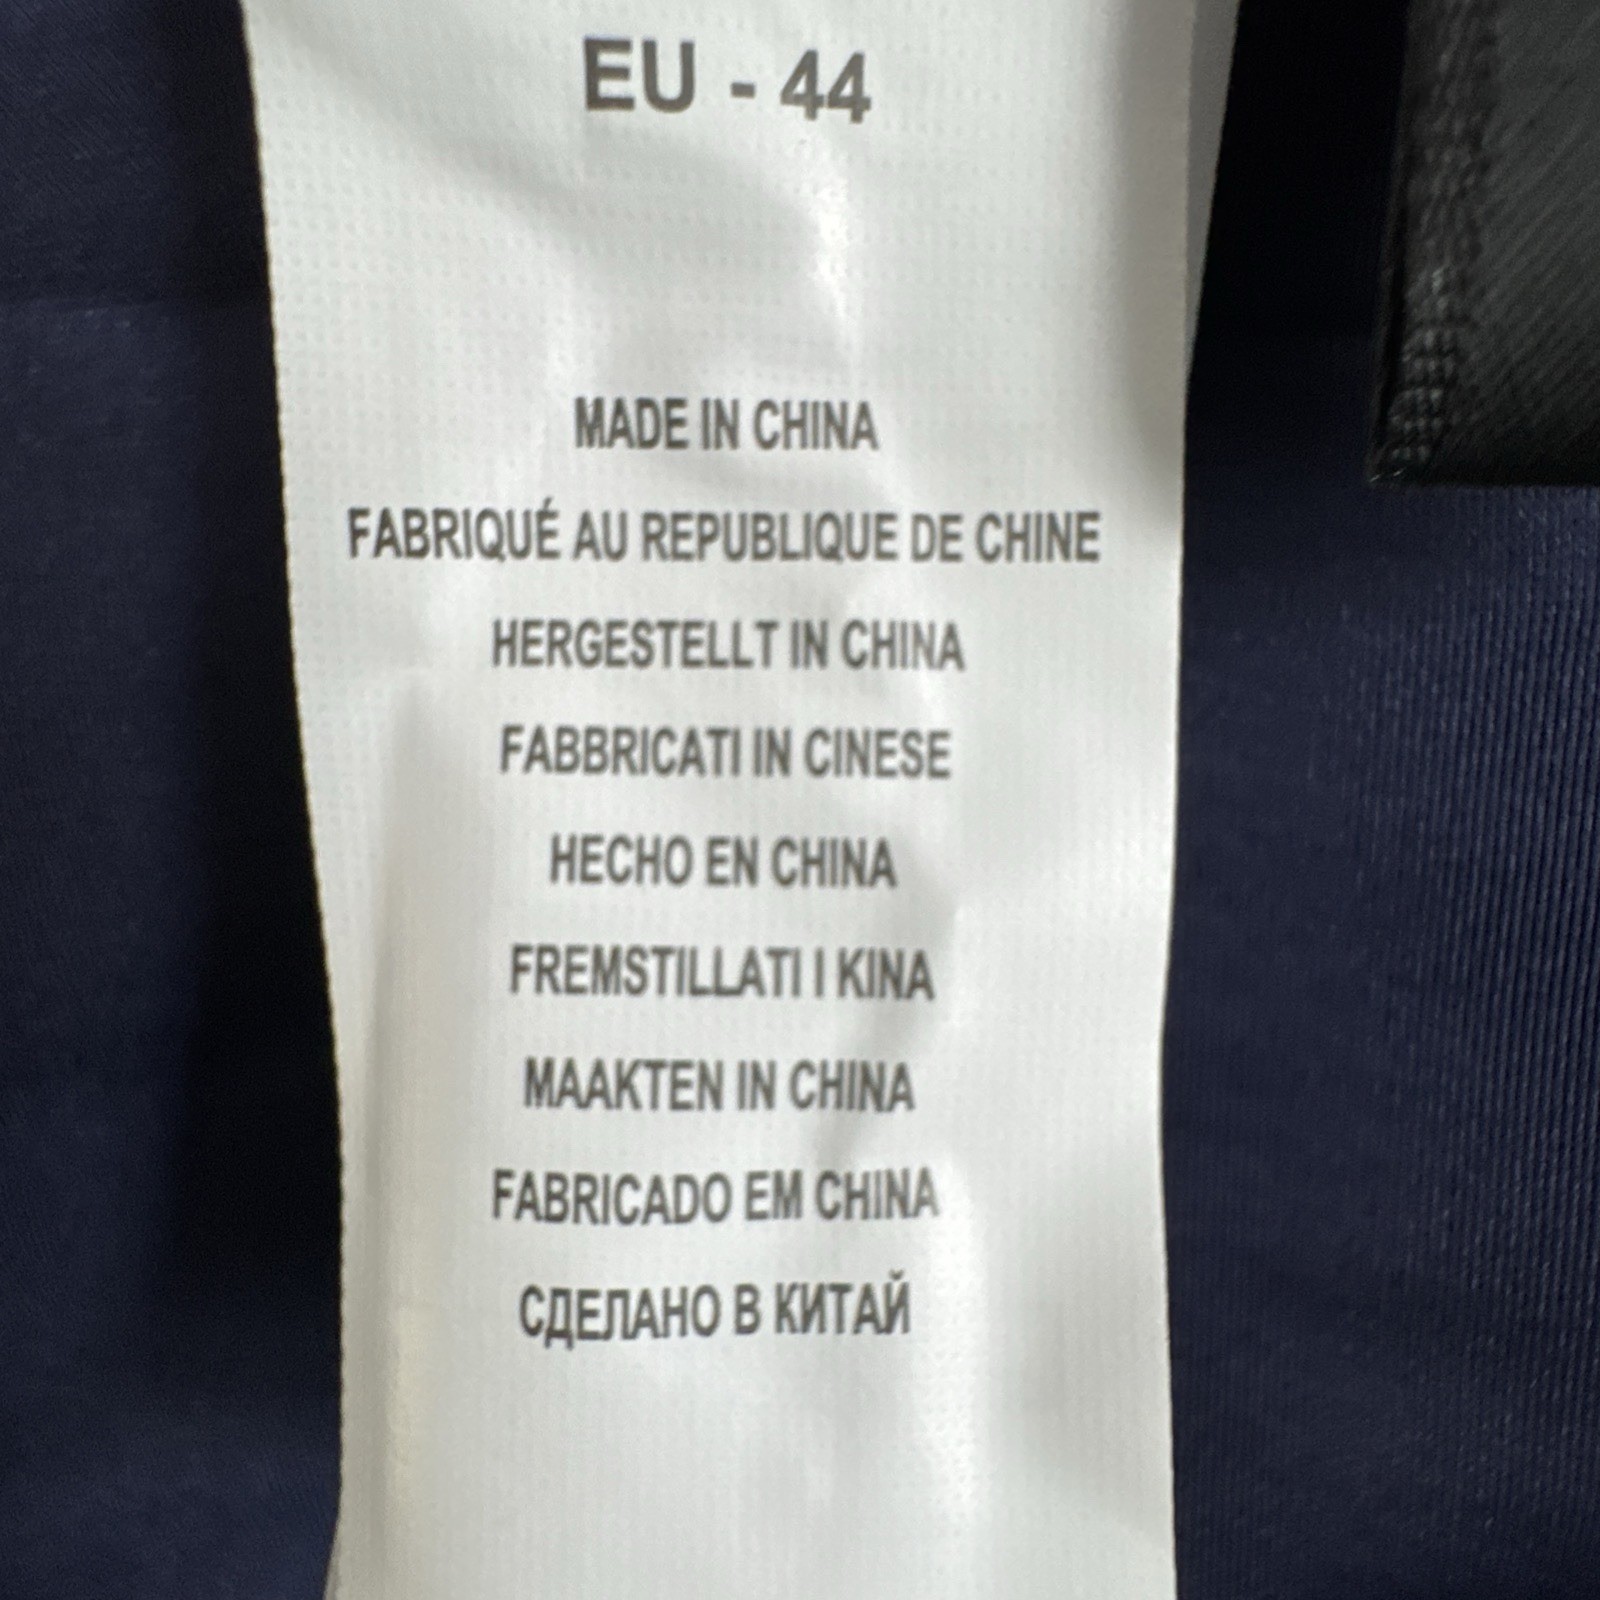 EU - 44
MADE IN CHINA
FABRIQUÉ AU REPUBLIQUE DE CHINE
HERGESTELLT IN CHINA
FABBRICATI IN CINESE
HECHO EN CHINA
FREMSTILLATI I KINA
MAAKTEN IN CHINA
FABRICADO EM CHINA
СДЕЛАНО В КИТАЙ